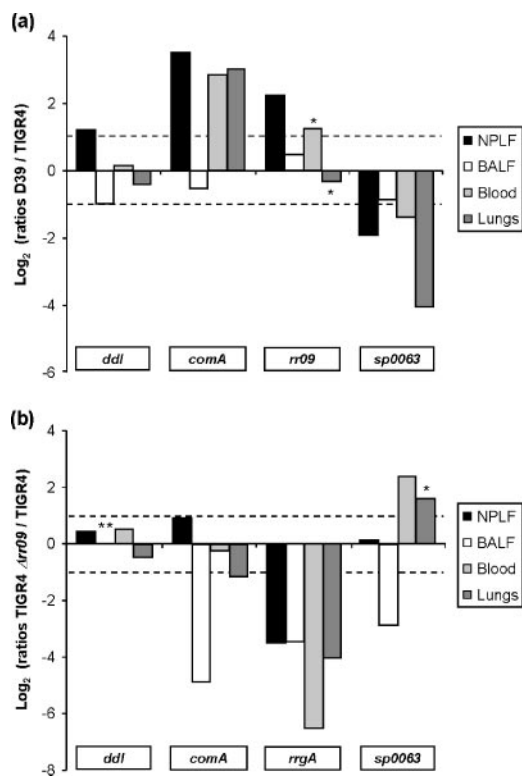 (a)
Log2 (ratios D39 / TIGR4)
4
2
0
-2
-4
-6
*
*
NPLF
BALF
Blood
Lungs
ddl
comA
rr09
sp0063
(b)
Log2 (ratios TIGR4 Δrr09 / TIGR4)
4
2
0
-2
-4
-6
-8
**
*
NPLF
BALF
Blood
Lungs
ddl
comA
rrgA
sp0063